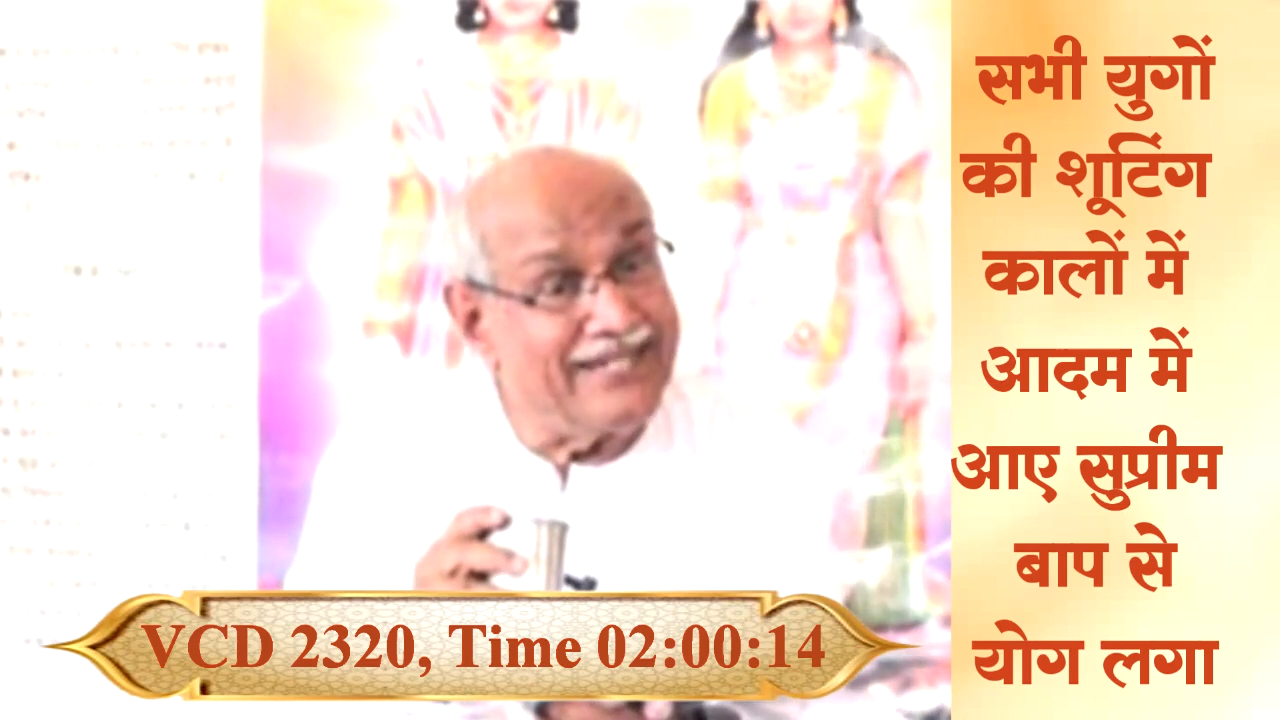 सभी युगों
की शूटिंग
कालों में
आदम में
आए सुप्रीम
बाप से
योग लगा
VCD 2320, Time 02:00:14